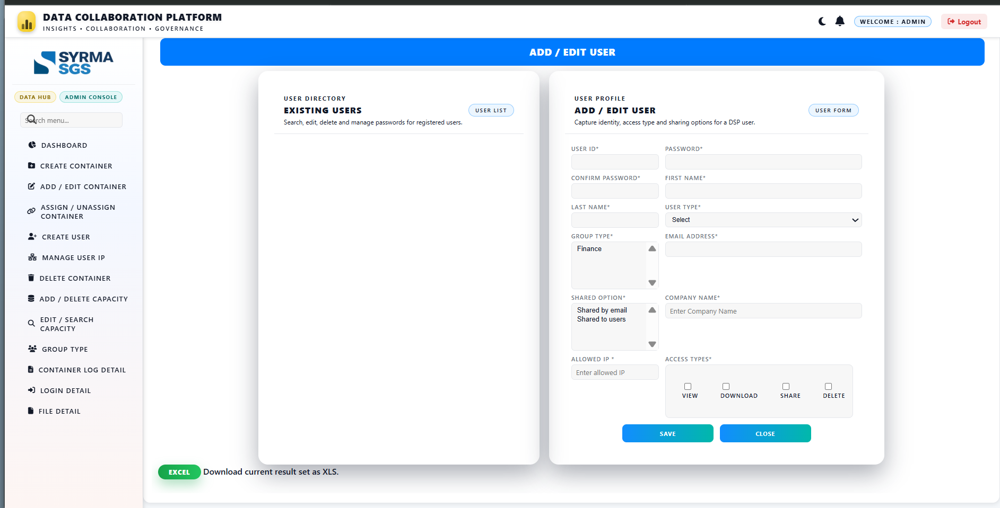 DATA COLLABORATION PLATFORM
INSIGHTS • COLLABORATION • GOVERNANCE
WELCOME : ADMIN
Logout
SYRMA
SGS
DATA HUB
ADMIN CONSOLE
Search menu...
DASHBOARD
CREATE CONTAINER
ADD / EDIT CONTAINER
ASSIGN / UNASSIGN
CONTAINER
CREATE USER
MANAGE USER IP
DELETE CONTAINER
ADD / DELETE CAPACITY
EDIT / SEARCH
CAPACITY
GROUP TYPE
CONTAINER LOG DETAIL
LOGIN DETAIL
FILE DETAIL
ADD / EDIT USER
USER DIRECTORY
EXISTING USERS
USER LIST
Search, edit, delete and manage passwords for registered users.
USER PROFILE
ADD / EDIT USER
USER FORM
Capture identity, access type and sharing options for a DSP user.
USER ID*
PASSWORD*
CONFIRM PASSWORD*
FIRST NAME*
LAST NAME*
USER TYPE*
Select
GROUP TYPE*
EMAIL ADDRESS*
Finance
SHARED OPTION*
COMPANY NAME*
Shared by email
Shared to users
Enter Company Name
ALLOWED IP *
ACCESS TYPES*
Enter allowed IP
VIEW
DOWNLOAD
SHARE
DELETE
SAVE
CLOSE
EXCEL
Download current result set as XLS.